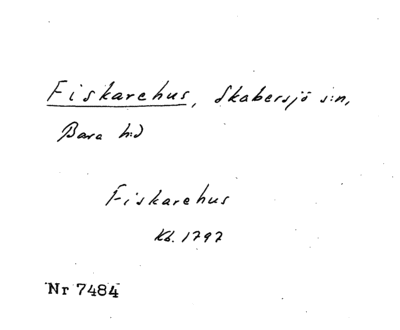 Fiskarehus, Skabersjö s:n,
Bara h:d
Fiskarehus
Kb. 1797
Nr 7484